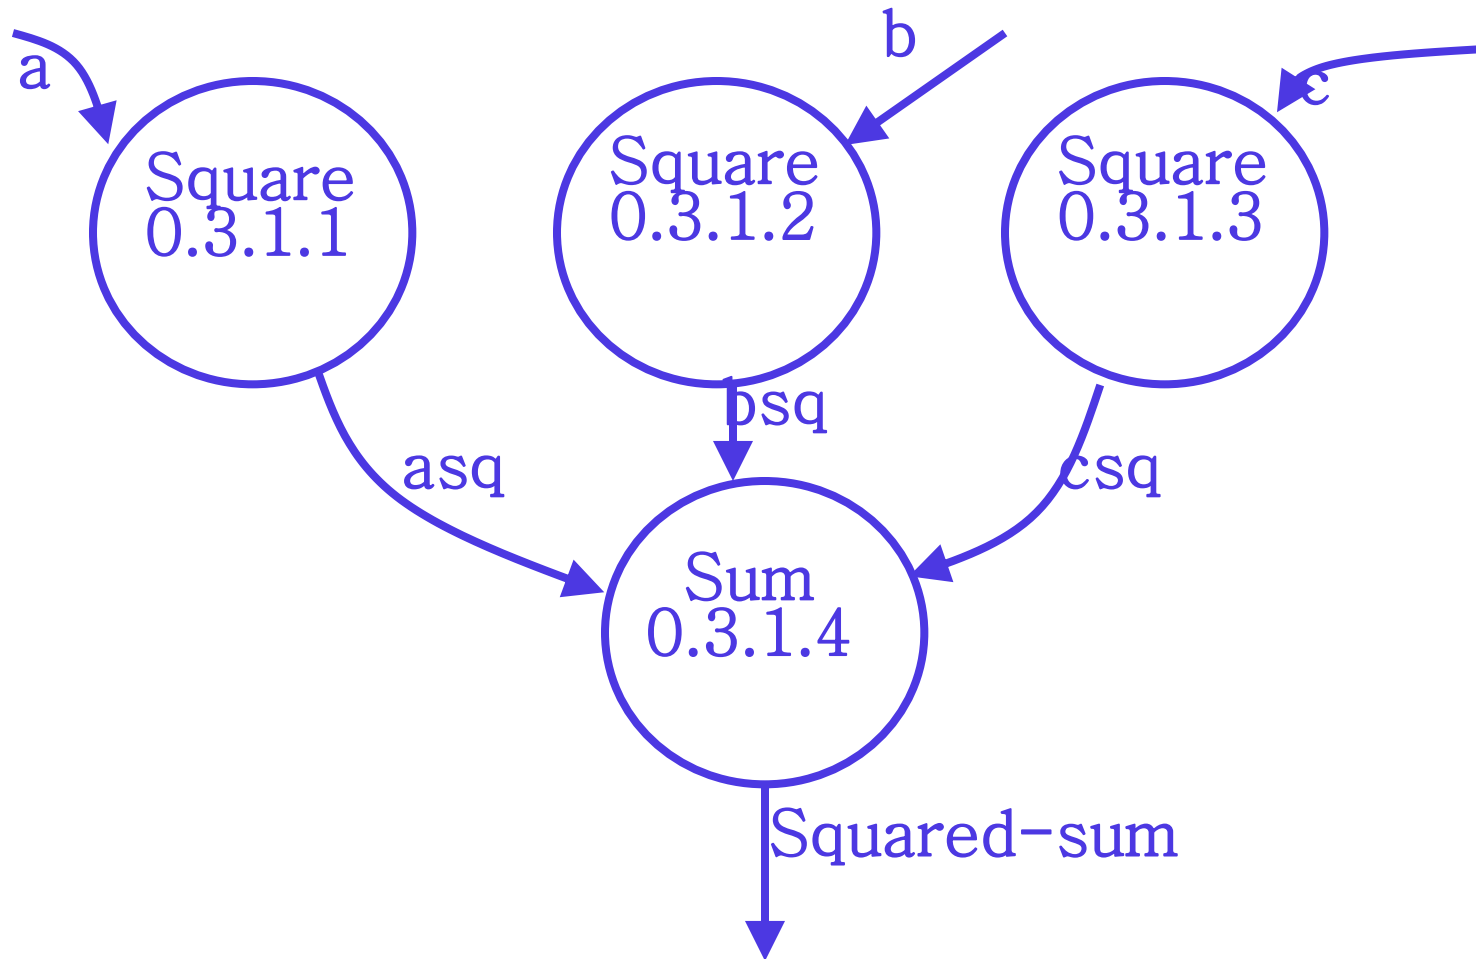 a
b
c
Square
0.3.1.1
Square
0.3.1.2
Square
0.3.1.3
bsq
asq
csq
Sum
0.3.1.4
Squared-sum